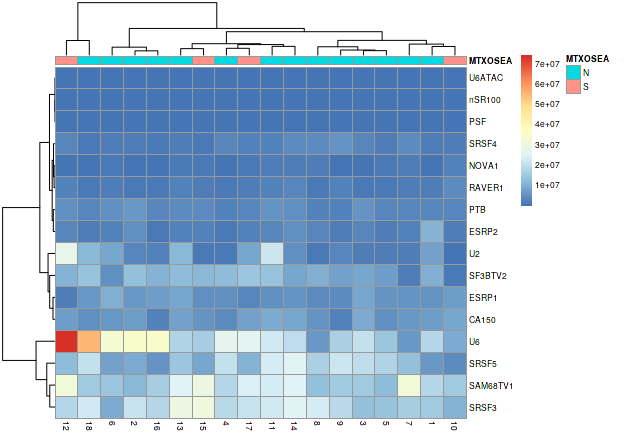 MTXOSEA
U6ATAC
nSR100
PSF
SRSF4
NOVA1
RAVER1
PTB
ESRP2
U2
SF3BTV2
ESRP1
CA150
U6
SRSF5
SAM68TV1
SRSF3
12 18 6 2 16 13 15 4 17 11 14 8 9 3 5 7 1 10
7e+07
6e+07
5e+07
4e+07
3e+07
2e+07
1e+07
MTXOSEA
N
S